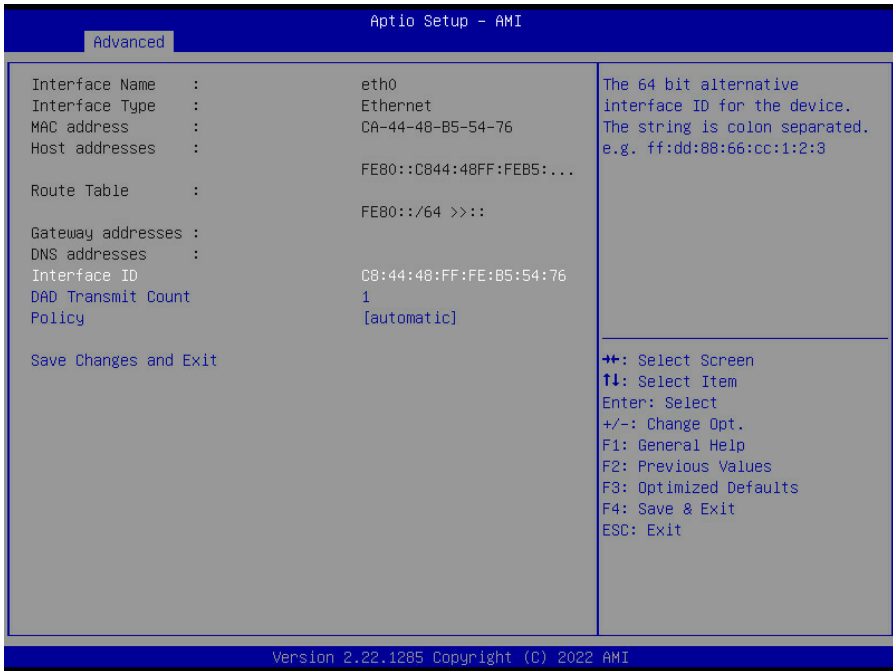 Aptio Setup - AMI
Advanced
Interface Name : eth0
Interface Type : Ethernet
MAC address : CA-44-48-B5-54-76
Host addresses :
FE80::C844:48FF:FEB5:...
Route Table :
FE80::/64 >>::
Gateway addresses :
DNS addresses :
Interface ID C8:44:48:FF:FE:B5:54:76
DAD Transmit Count 1
Policy [automatic]
Save Changes and Exit
The 64 bit alternative
interface ID for the device.
The string is colon separated.
e.g. ff:dd:88:66:cc:1:2:3
→←: Select Screen
↑↓: Select Item
Enter: Select
+/-: Change Opt.
F1: General Help
F2: Previous Values
F3: Optimized Defaults
F4: Save & Exit
ESC: Exit
Version 2.22.1285 Copyright (C) 2022 AMI